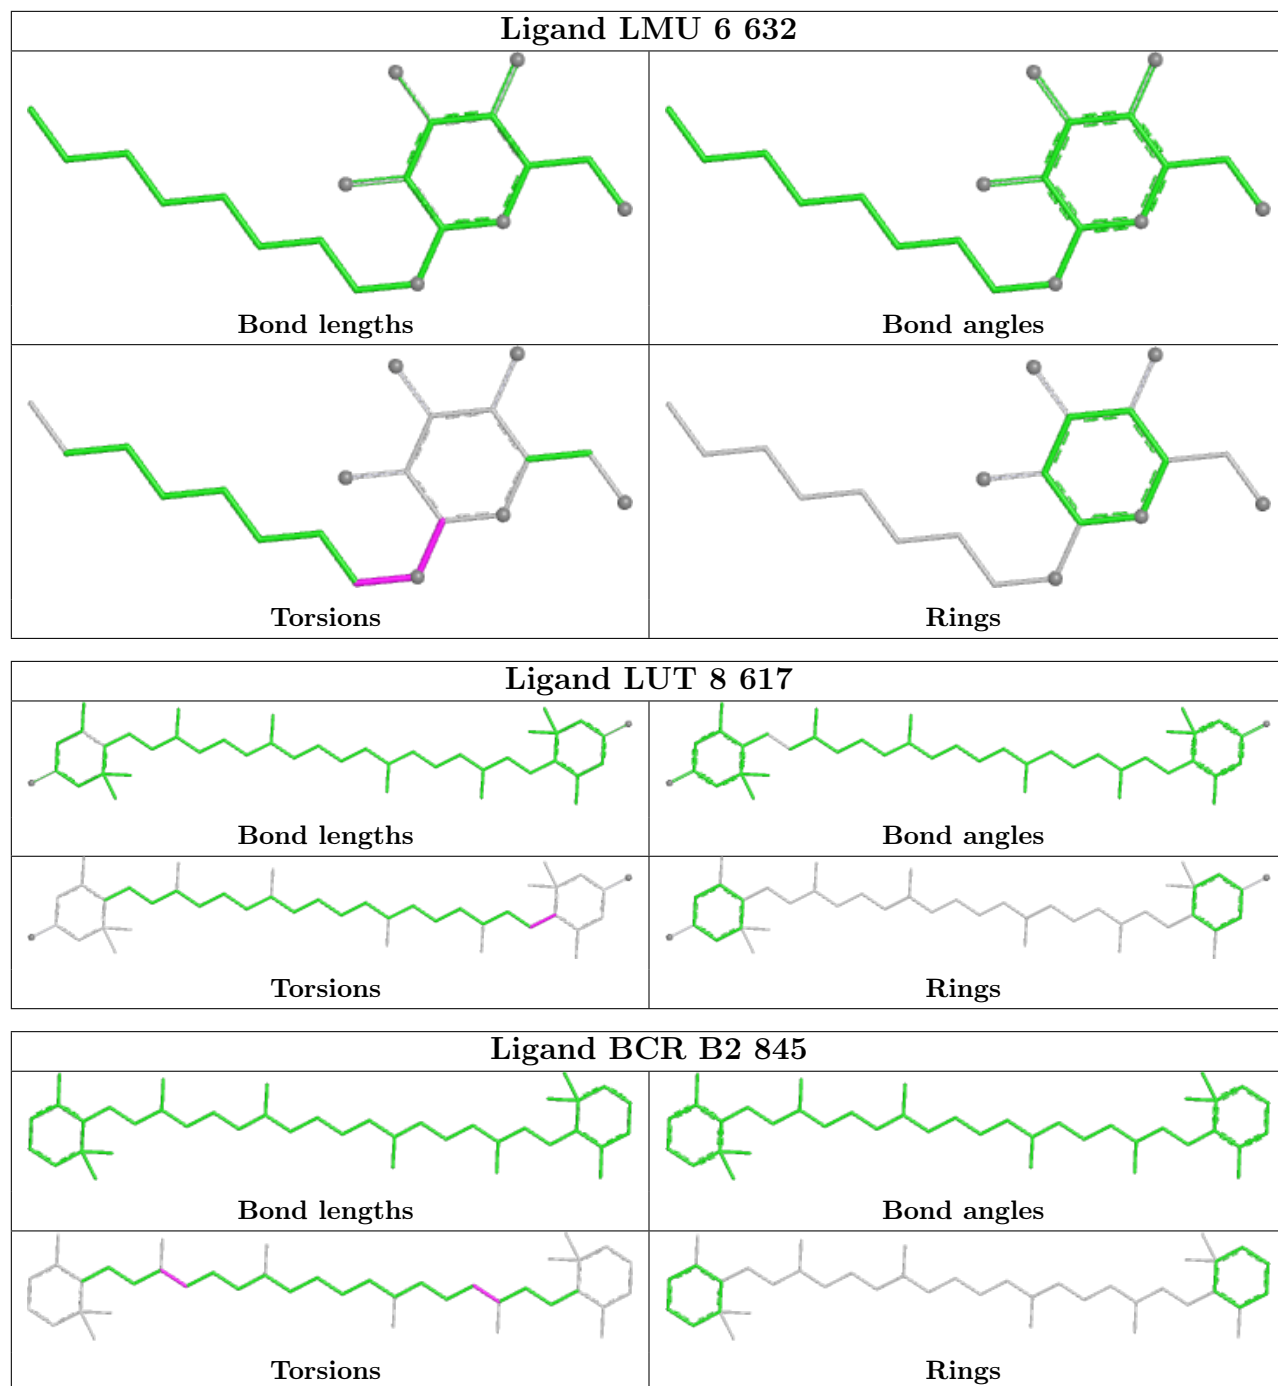 Ligand LMU 6 632
Bond lengths
Bond angles
Torsions
Rings
Ligand LUT 8 617
Bond lengths
Bond angles
Torsions
Rings
Ligand BCR B2 845
Bond lengths
Bond angles
Torsions
Rings